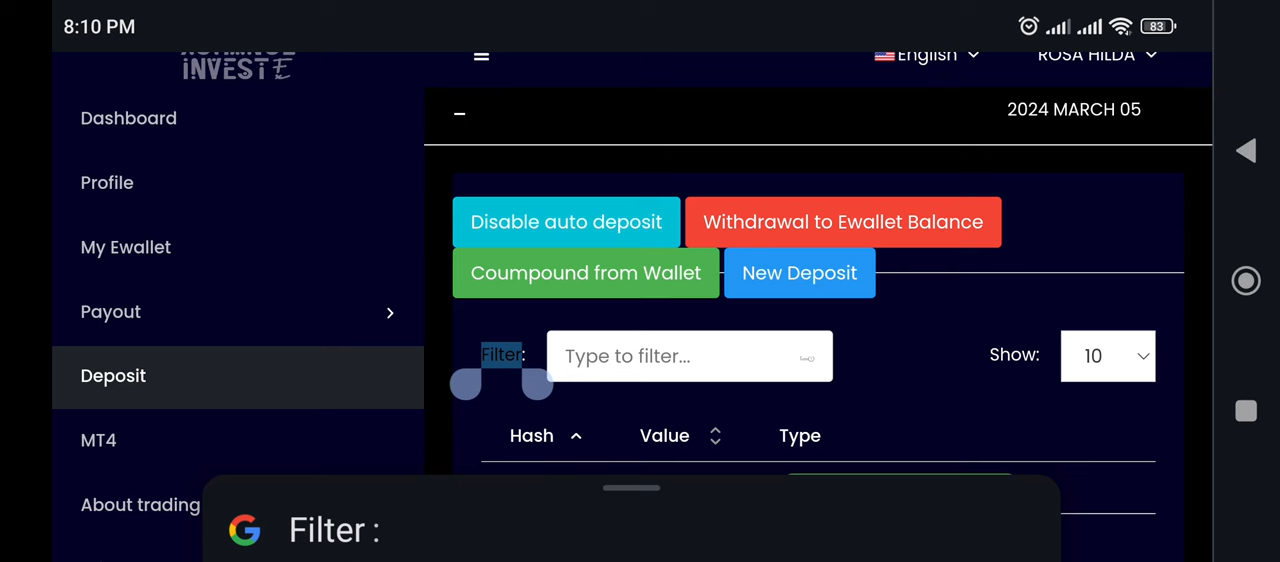 8:10 PM
83
INVESTE
English
ROSA HILDA
Dashboard
2024 MARCH 05
Profile
Disable auto deposit
Withdrawal to Ewallet Balance
My Ewallet
Coumpound from Wallet
New Deposit
Payout
Filter:
Type to filter...
Show:
10
Deposit
Hash
Value
Type
MT4
About trading
Filter :